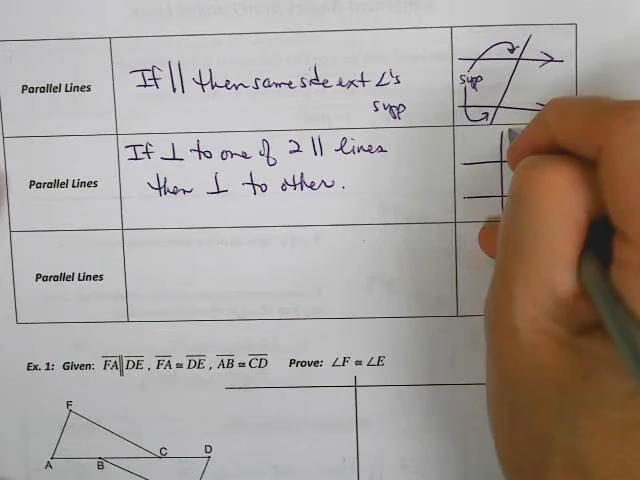 Parallel Lines
If || then same side ext ∠'s
supp
supp
Parallel Lines
If ⊥ to one of 2 || lines
then ⊥ to other.
Parallel Lines
Ex. 1: Given: FA || DE , FA ≅ DE , AB ≅ CD Prove: ∠F ≅ ∠E
F
A
B
C
D